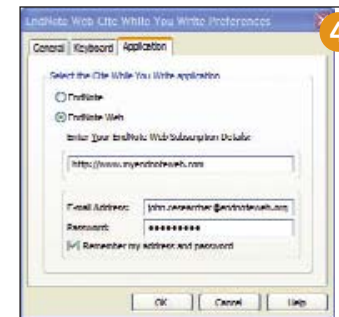 EndNote Web Cite While You Write Preferences
4
General Keyboard Application
Select the Cite While You Write application
EndNote
EndNote Web
Enter Your EndNote Web Subscription Details:
http://www.myendnoteweb.com
E-mail Address: john.researcher@endnoteweb.org
Password: •••••••••
Remember my address and password
OK Cancel Help